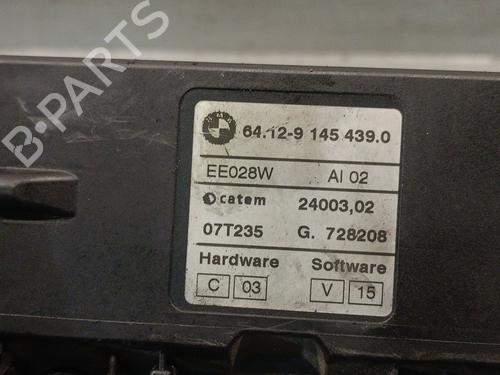 BMW
64.12-9 145 439.0
EE028W AI 02
catem 24003,02
07T235 G. 728208
Hardware Software
C 03 V 15
B-PARTS